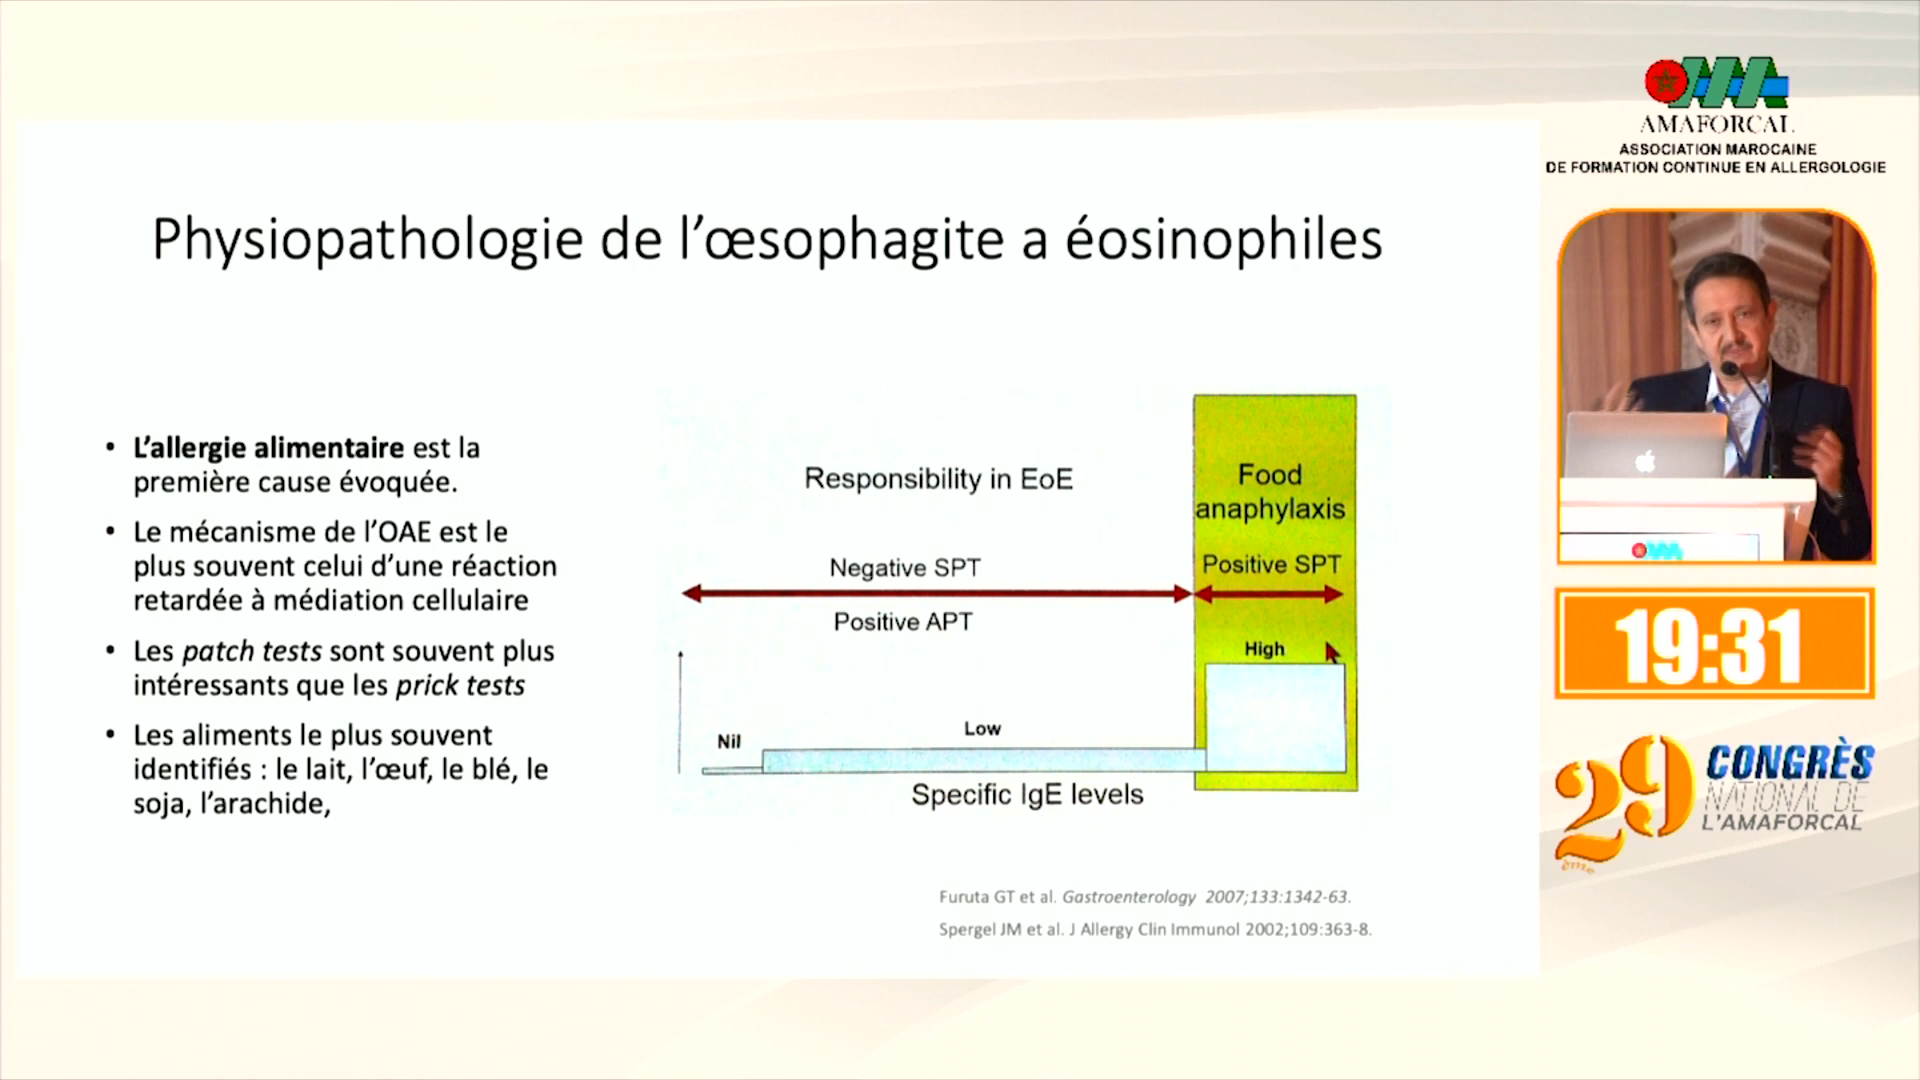 AMAFORCAL
ASSOCIATION MAROCAINE
DE FORMATION CONTINUE EN ALLERGOLOGIE
Physiopathologie de l’œsophagite a éosinophiles
• L’allergie alimentaire est la
première cause évoquée.
• Le mécanisme de l’OAE est le
plus souvent celui d’une réaction
retardée à médiation cellulaire
• Les patch tests sont souvent plus
intéressants que les prick tests
• Les aliments le plus souvent
identifiés : le lait, l’œuf, le blé, le
soja, l’arachide,
Responsibility in EoE
Food
anaphylaxis
Negative SPT
Positive SPT
Positive APT
High
Nil
Low
Specific IgE levels
Furuta GT et al. Gastroenterology 2007;133:1342-63.
Spergel JM et al. J Allergy Clin Immunol 2002;109:363-8.
19:31
29ème CONGRÈS
NATIONAL DE
L'AMAFORCAL